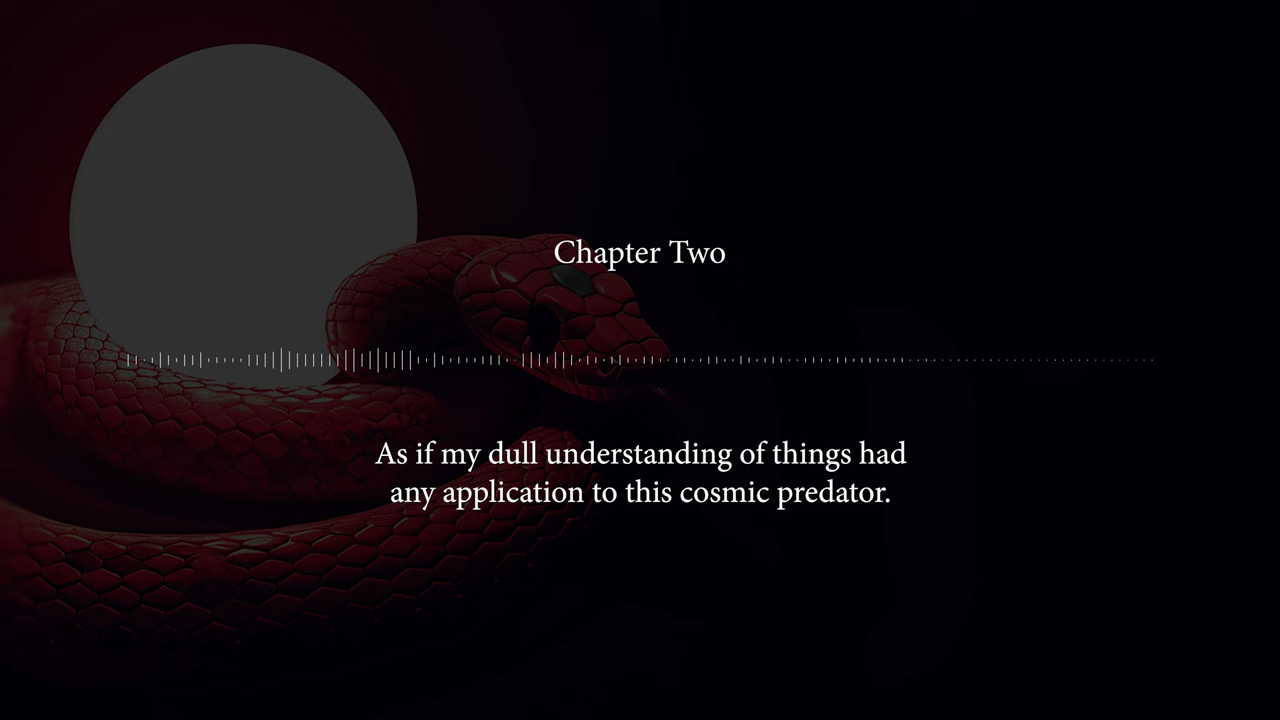 Chapter Two
As if my dull understanding of things had
any application to this cosmic predator.